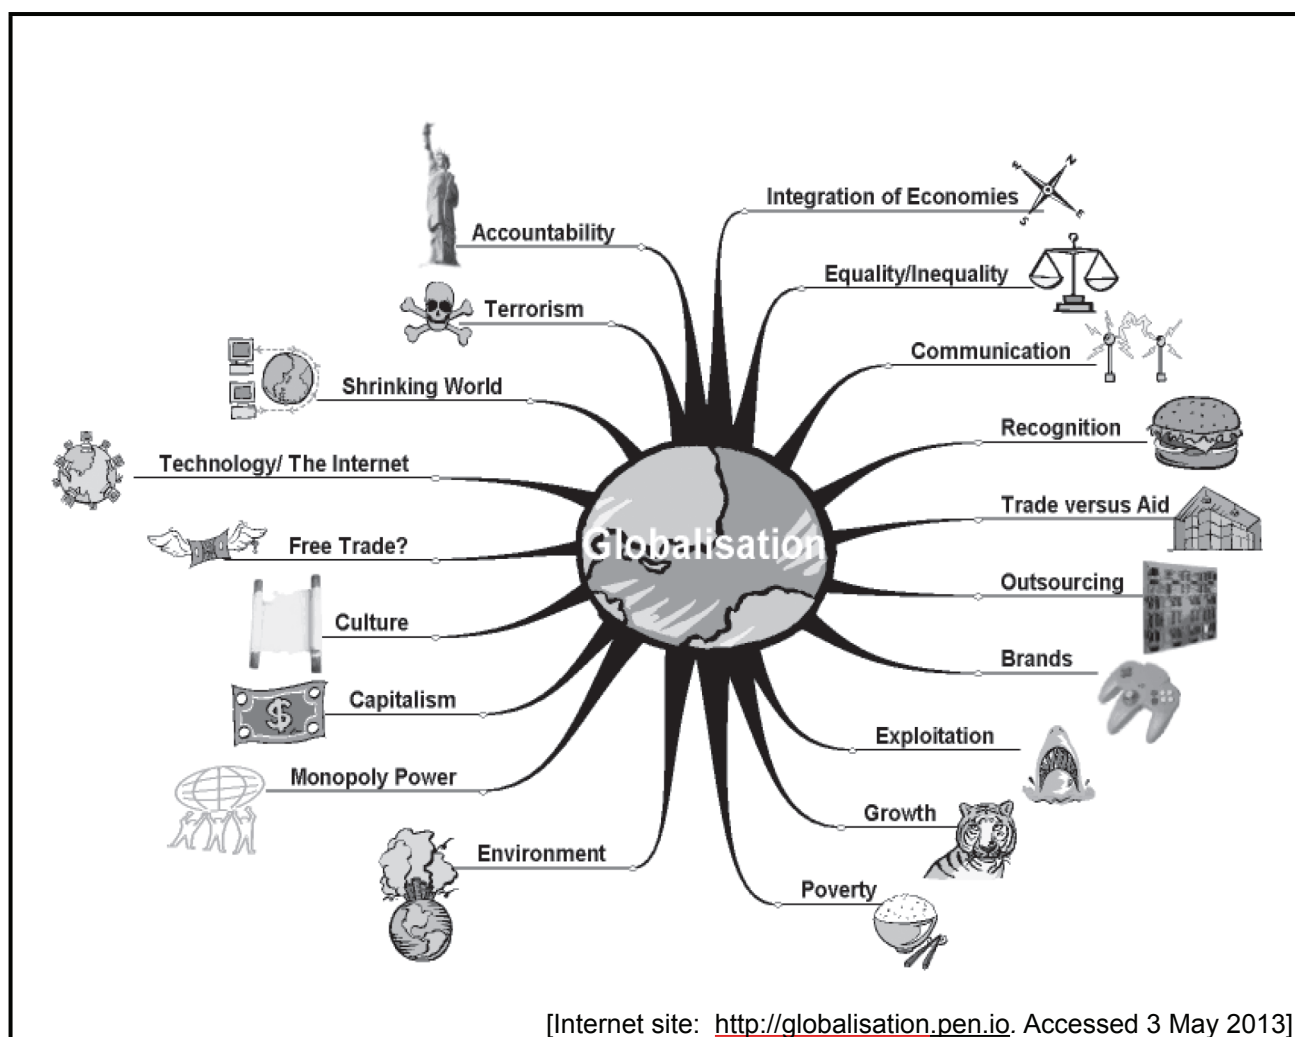 Integration of Economies
Accountability
Equality/Inequality
Terrorism
Communication
Shrinking World
Recognition
Technology/ The Internet
Trade versus Aid
Free Trade?
Globalisation
Outsourcing
Culture
Brands
Capitalism
Exploitation
Monopoly Power
Growth
Environment
Poverty
N
W
E
S
$
[Internet site: http://globalisation.pen.io. Accessed 3 May 2013]